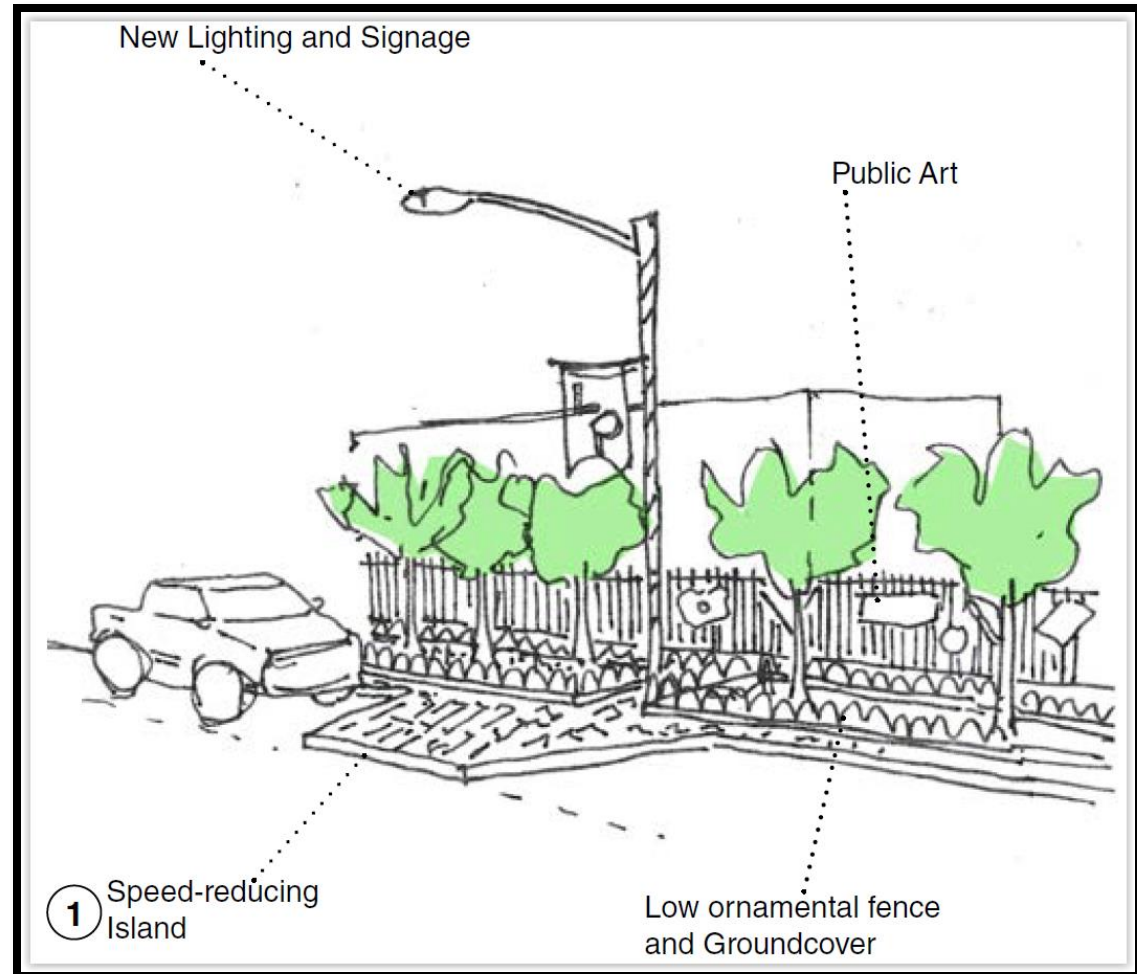 New Lighting and Signage
Public Art
1
Speed-reducing
Island
Low ornamental fence
and Groundcover